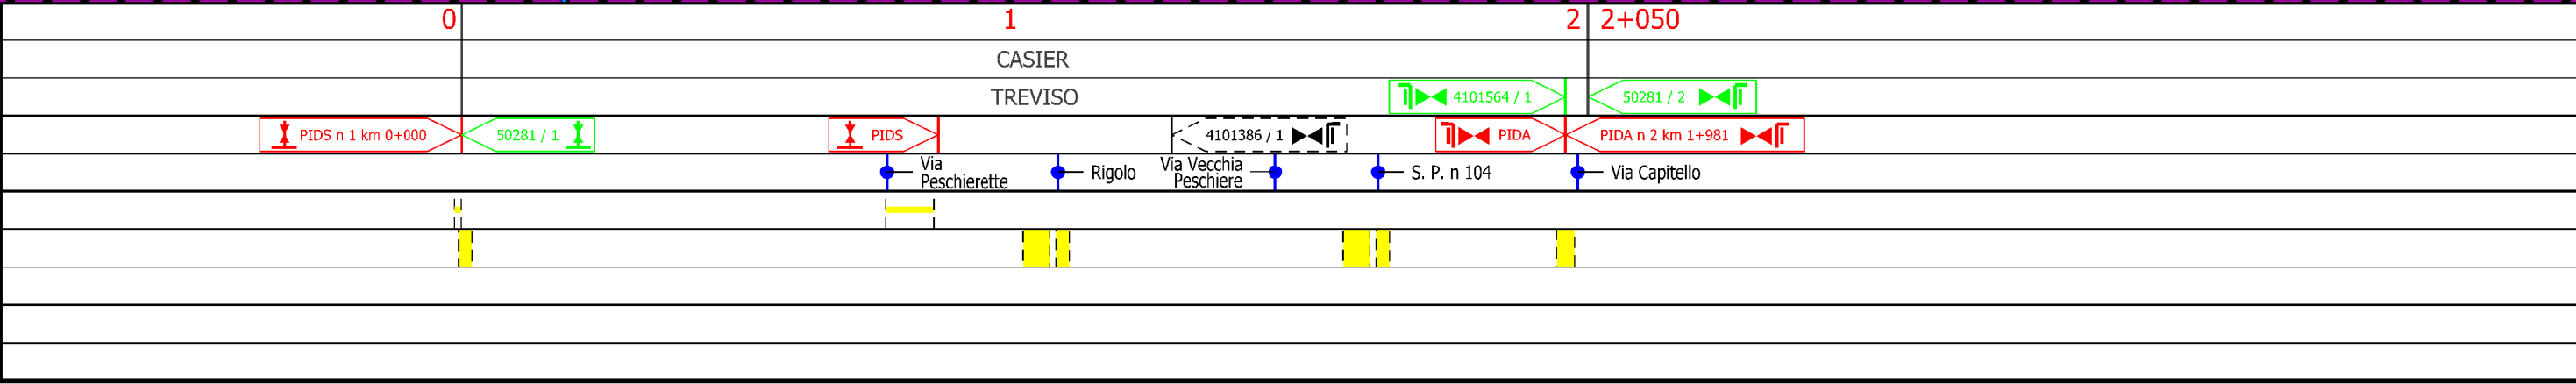 0 1 2 2+050
CASIER
TREVISO 4101564 / 1 50281 / 2
PIDS n 1 km 0+000 50281 / 1 PIDS 4101386 / 1 PIDA PIDA n 2 km 1+981
Via
Peschierette
Rigolo
Via Vecchia
Peschiere
S. P. n 104
Via Capitello